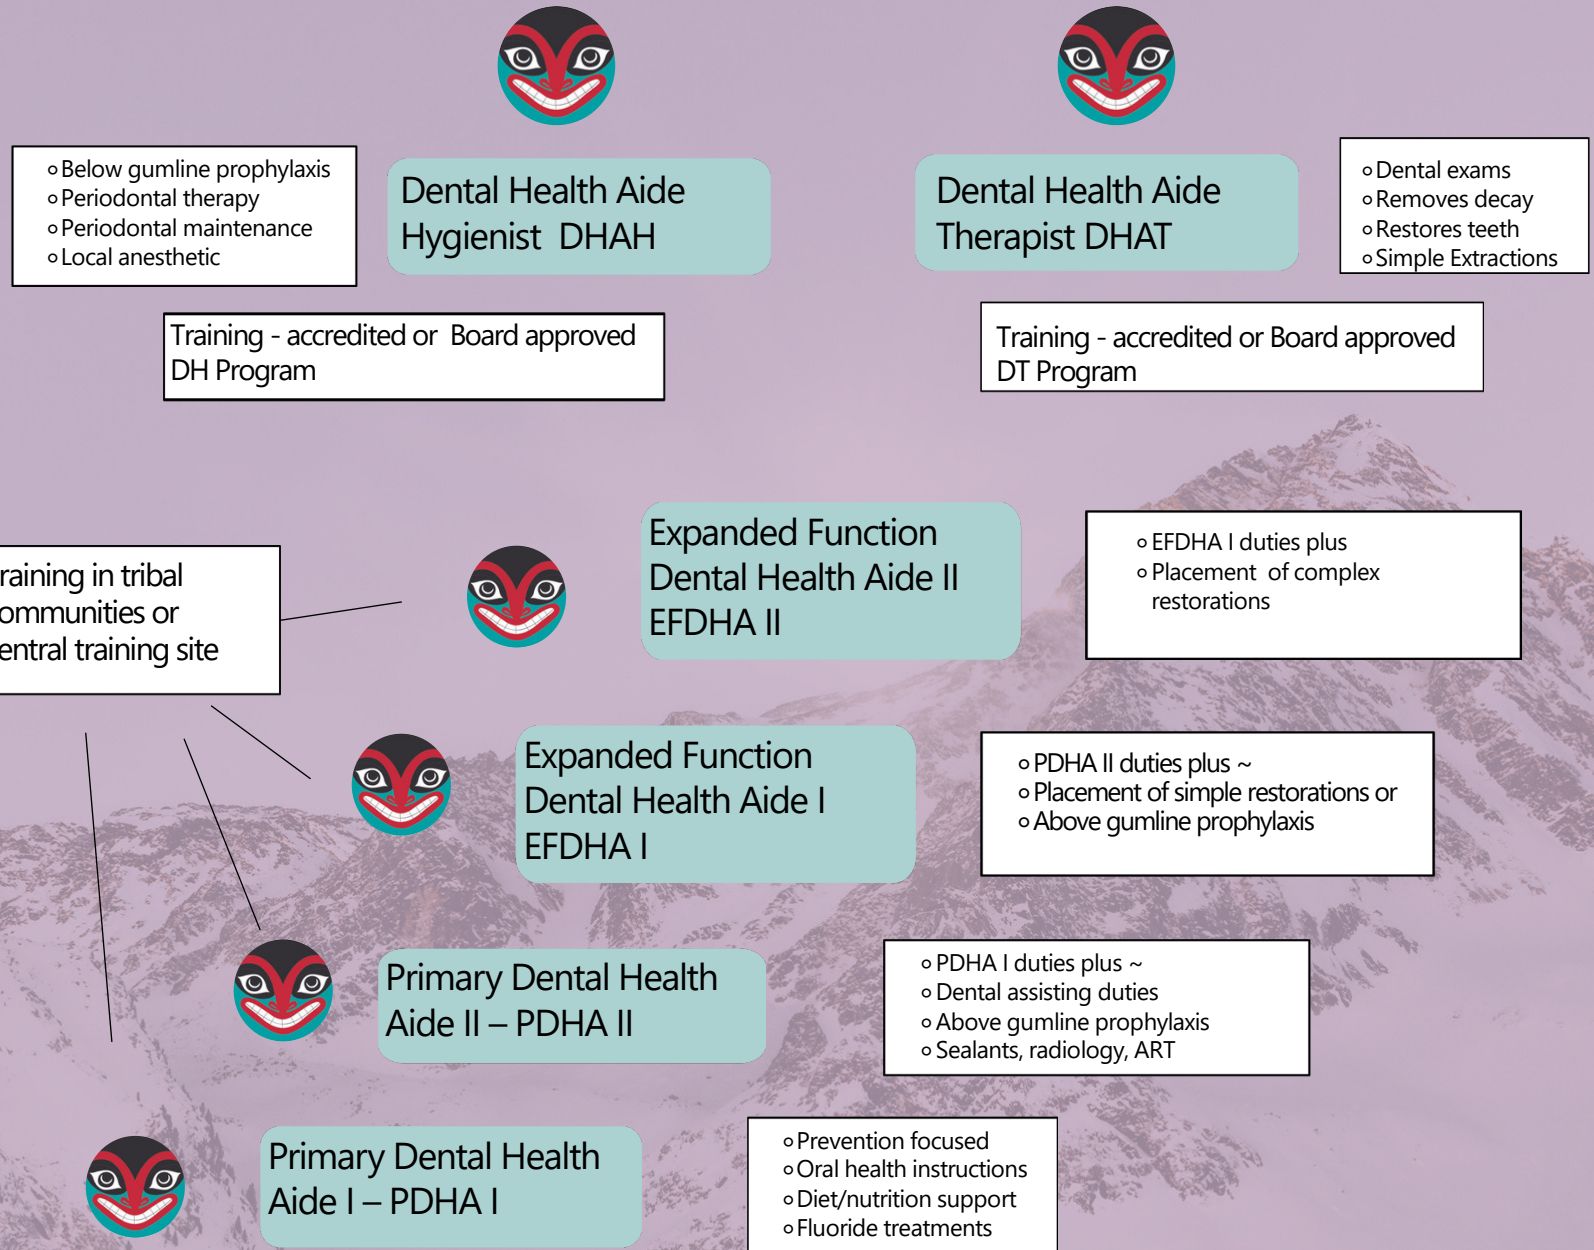 ◦ Below gumline prophylaxis
◦ Periodontal therapy
◦ Periodontal maintenance
◦ Local anesthetic
Dental Health Aide
Hygienist DHAH
Training - accredited or Board approved
DH Program
Dental Health Aide
Therapist DHAT
◦ Dental exams
◦ Removes decay
◦ Restores teeth
◦ Simple Extractions
Training - accredited or Board approved
DT Program
raining in tribal
ommunities or
entral training site
Expanded Function
Dental Health Aide II
EFDHA II
◦ EFDHA I duties plus
◦ Placement of complex
restorations
Expanded Function
Dental Health Aide I
EFDHA I
◦ PDHA II duties plus ~
◦ Placement of simple restorations or
◦ Above gumline prophylaxis
Primary Dental Health
Aide II – PDHA II
◦ PDHA I duties plus ~
◦ Dental assisting duties
◦ Above gumline prophylaxis
◦ Sealants, radiology, ART
Primary Dental Health
Aide I – PDHA I
◦ Prevention focused
◦ Oral health instructions
◦ Diet/nutrition support
◦ Fluoride treatments